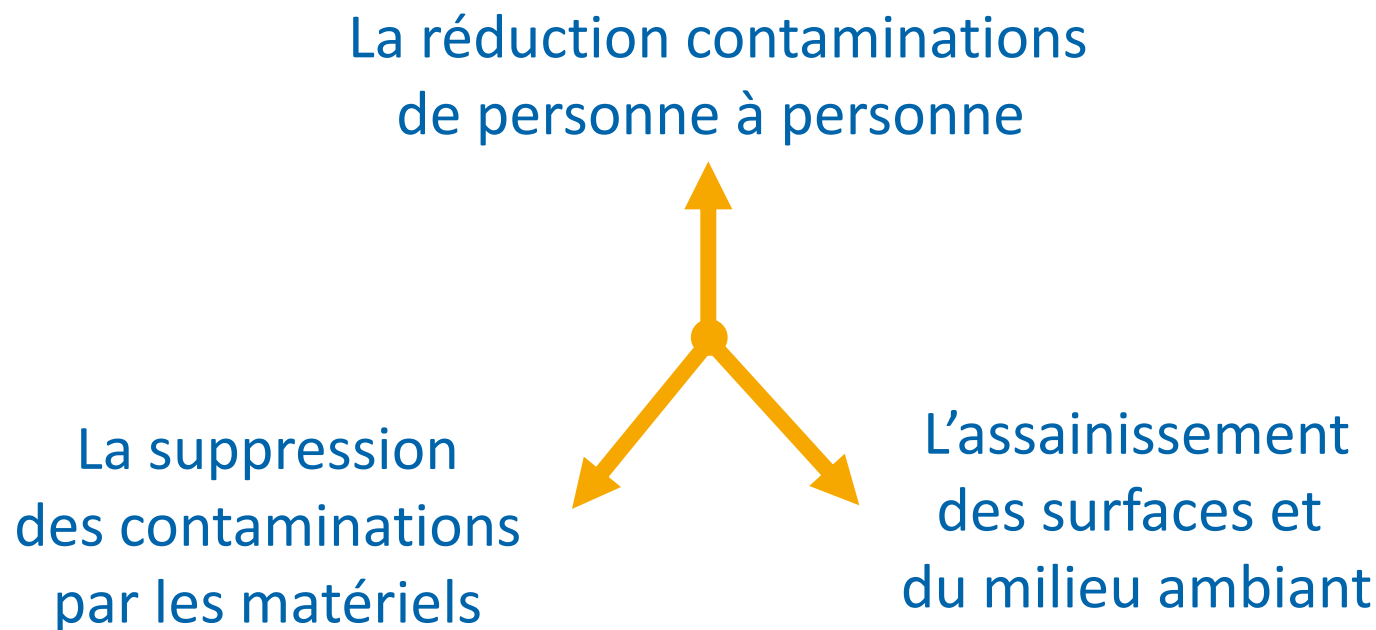 La réduction contaminations
de personne à personne
La suppression
des contaminations
par les matériels
L’assainissement
des surfaces et
du milieu ambiant